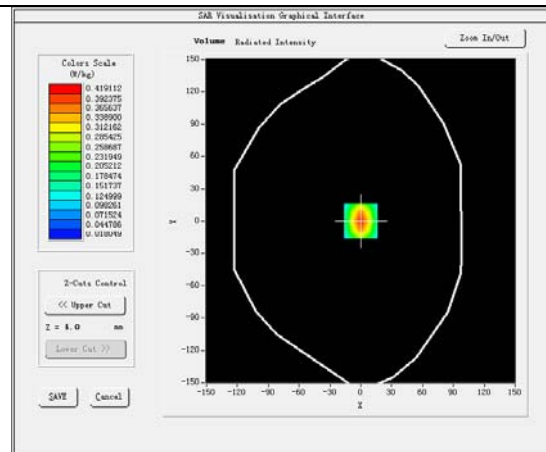 SAR Visualisation Graphical Interface
Volume Radiated Intensity
Zoom In/Out
Colors Scale
(W/kg)
0.419112
0.392375
0.365637
0.338900
0.312162
0.285425
0.258687
0.231949
0.205212
0.178474
0.151737
0.124999
0.098261
0.071524
0.044786
0.018049
Z-Cuts Control
<< Upper Cut
Z = 4.0 mm
Lower Cut >>
SAVE Cancel
150
120
90
60
30
0
-30
-60
-90
-120
-150
Y
-150 -120 -90 -60 -30 0 30 60 90 120 150
X